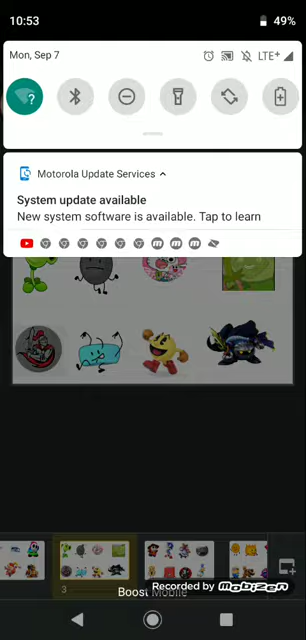 10:53
49%
Mon, Sep 7
LTE+
?
Motorola Update Services
System update available
New system software is available. Tap to learn
3
Recorded by mobizen
Boost Mobile